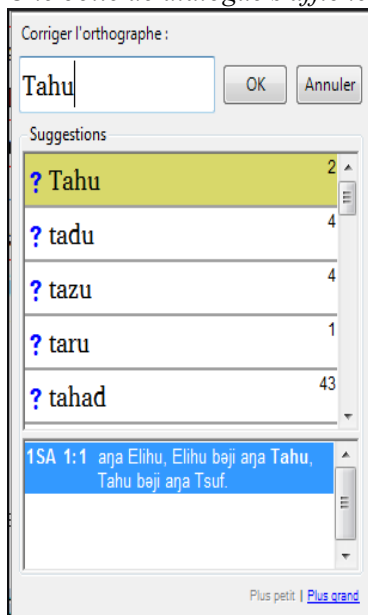 Corriger l'orthographe :
Tahu
OK
Annuler
Suggestions
? Tahu 2
? tadu 4
? tazu 4
? taru 1
? tahad 43
1SA 1:1 aŋa Elihu, Elihu bəji aŋa Tahu,
Tahu bəji aŋa Tsuf.
Plus petit | Plus grand